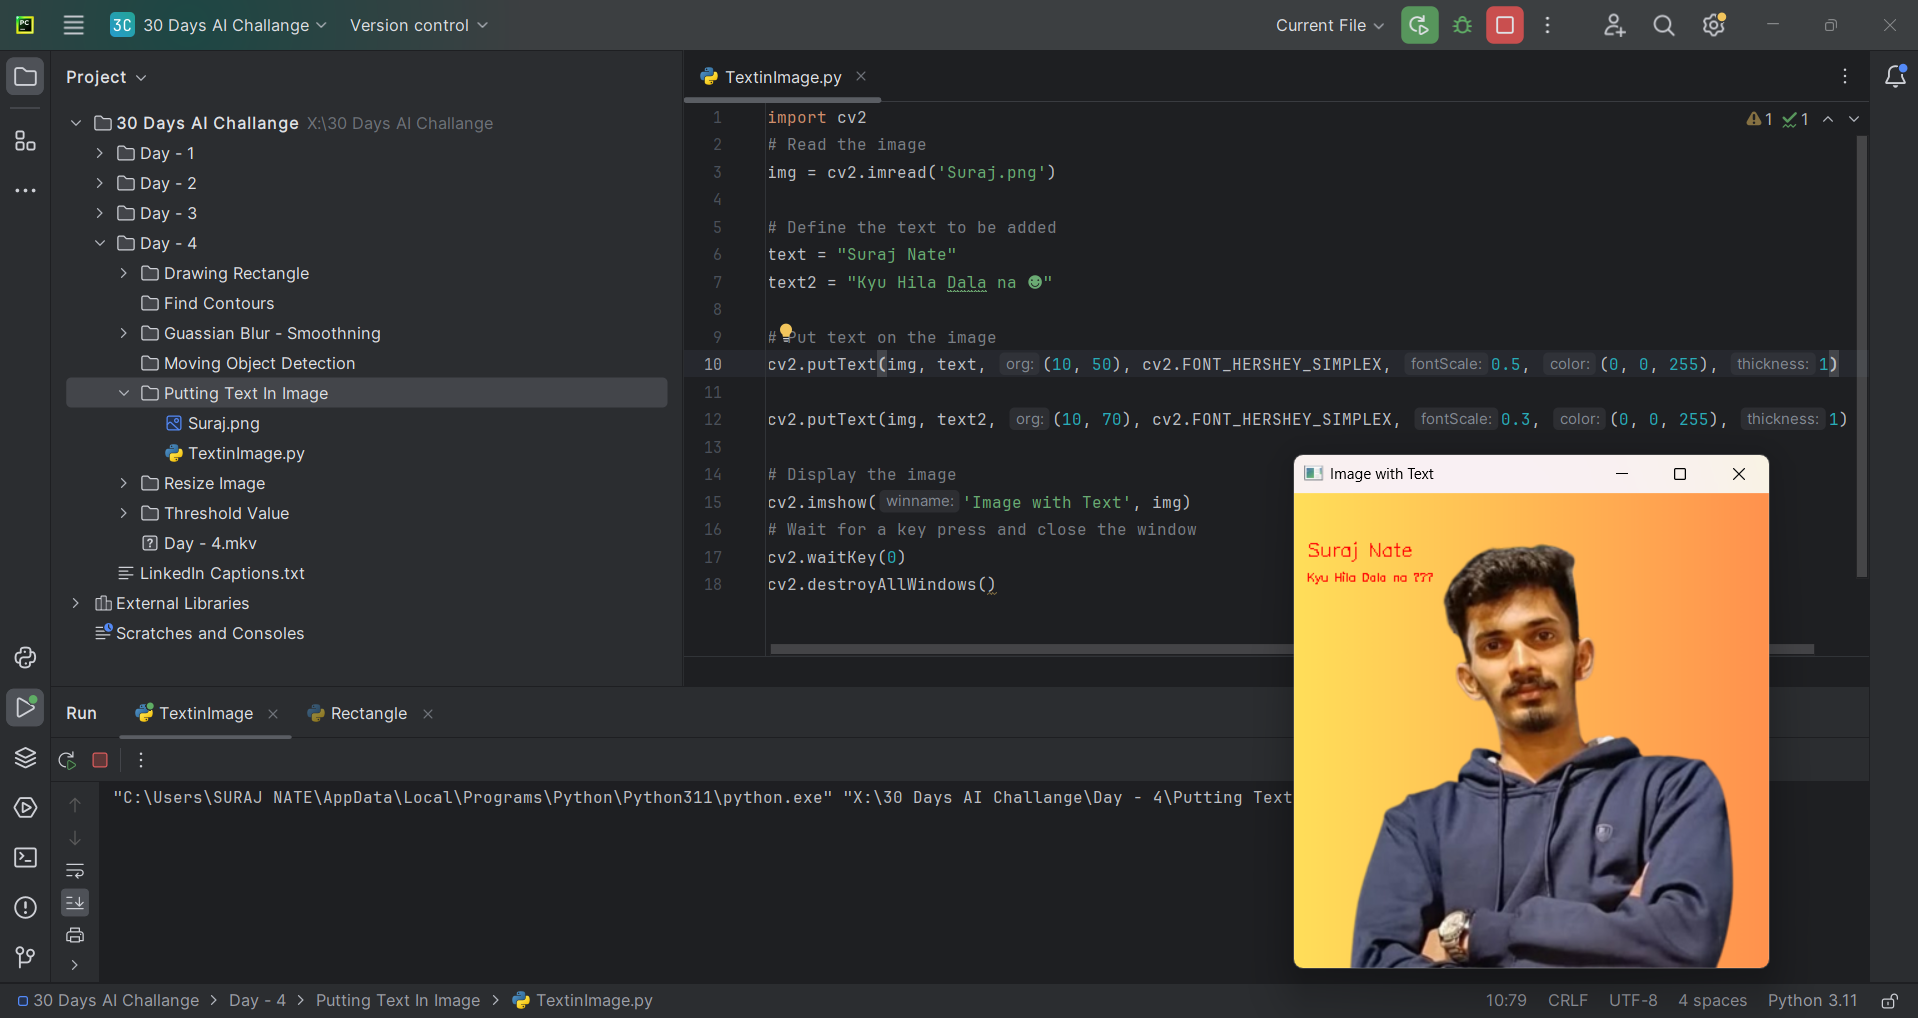 3C 30 Days AI Challange Version control Current File
Project
TextinImage.py
30 Days AI Challange X:\30 Days AI Challange
Day - 1
Day - 2
Day - 3
Day - 4
Drawing Rectangle
Find Contours
Guassian Blur - Smoothning
Moving Object Detection
Putting Text In Image
Suraj.png
TextinImage.py
Resize Image
Threshold Value
Day - 4.mkv
LinkedIn Captions.txt
External Libraries
Scratches and Consoles
1 import cv2
1 1
2 # Read the image
3 img = cv2.imread('Suraj.png')
4
5 # Define the text to be added
6 text = "Suraj Nate"
7 text2 = "Kyu Hila Dala na ☻"
8
9 # Put text on the image
10 cv2.putText(img, text, org: (10, 50), cv2.FONT_HERSHEY_SIMPLEX, fontScale: 0.5, color: (0, 0, 255), thickness: 1)
11
12 cv2.putText(img, text2, org: (10, 70), cv2.FONT_HERSHEY_SIMPLEX, fontScale: 0.3, color: (0, 0, 255), thickness: 1)
13
14 # Display the image
15 cv2.imshow( winname: 'Image with Text', img)
16 # Wait for a key press and close the window
17 cv2.waitKey(0)
18 cv2.destroyAllWindows()
Image with Text
Suraj Nate
Kyu Hila Dala na ???
Run TextinImage Rectangle
"C:\Users\SURAJ NATE\AppData\Local\Programs\Python\Python311\python.exe" "X:\30 Days AI Challange\Day - 4\Putting Text
30 Days AI Challange > Day - 4 > Putting Text In Image > TextinImage.py
10:79 CRLF UTF-8 4 spaces Python 3.11